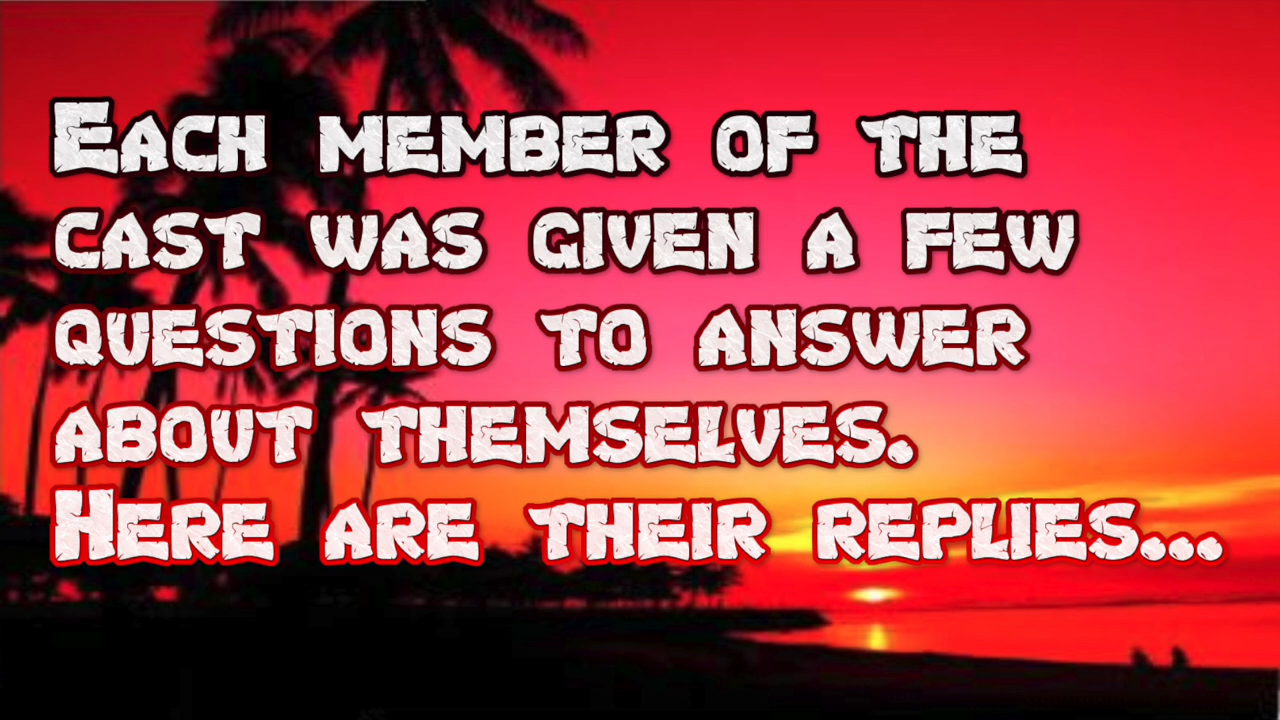 Each member of the
cast was given a few
questions to answer
about themselves.
Here are their replies...